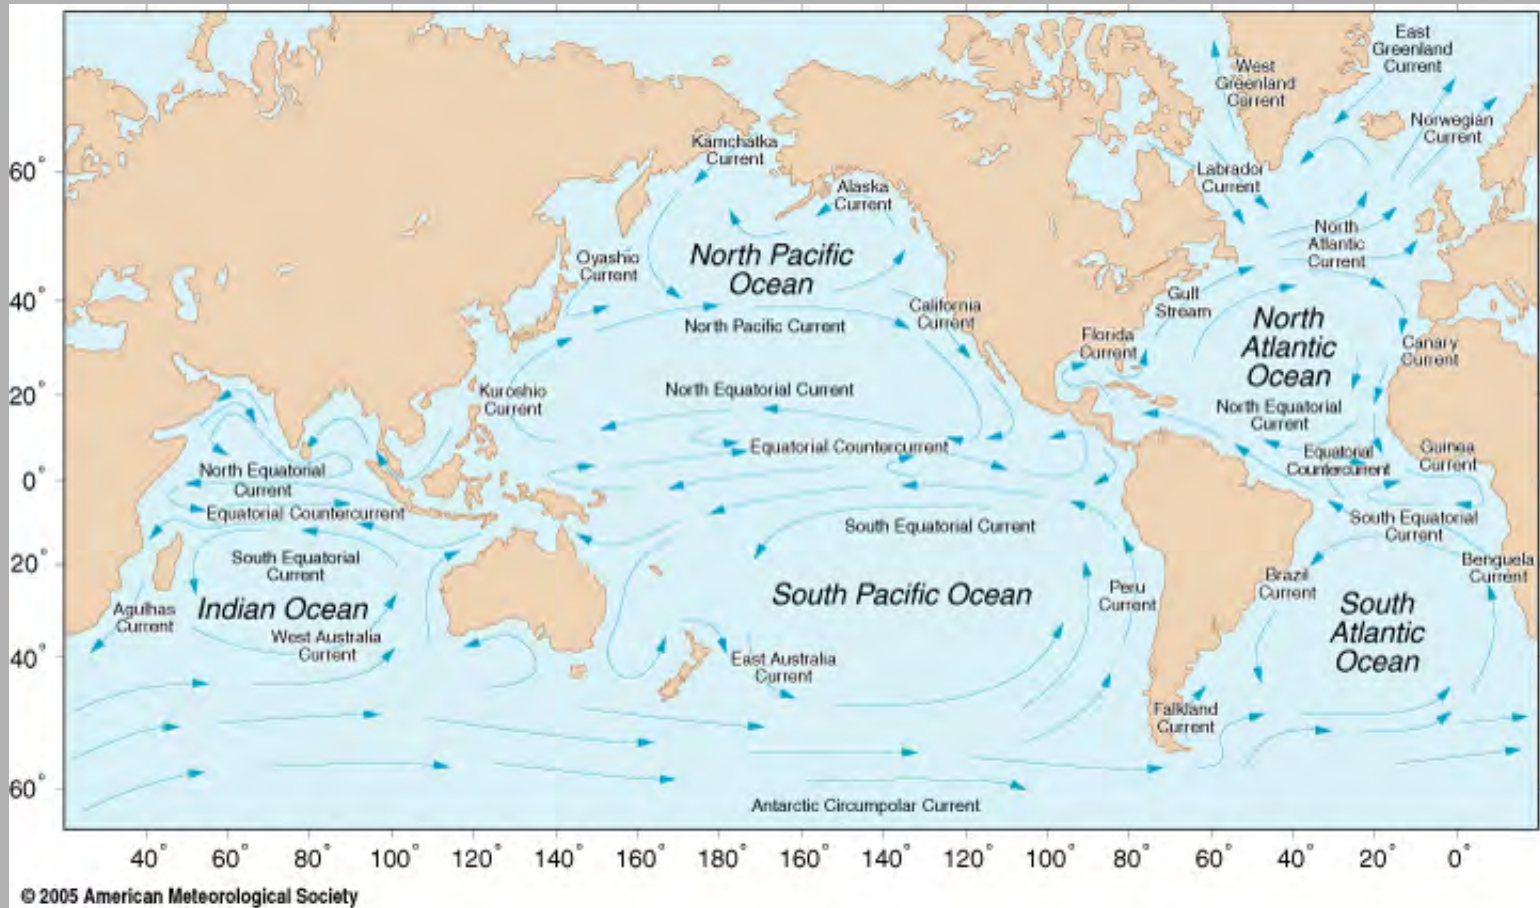 East
Greenland
Current
West
Greenland
Current
Norwegian
Current
Kamchatka
Current
60°
Labrador
Current
Alaska
Current
North
Atlantic
Current
Oyashio
Current
North Pacific
Ocean
40°
Gulf
Stream
California
Current
North Pacific Current
North
Atlantic
Ocean
Florida
Current
Canary
Current
20°
Kuroshio
Current
North Equatorial Current
North Equatorial
Current
Equatorial Countercurrent
Equatorial
Countercurrent
Guinea
Current
0°
North Equatorial
Current
Equatorial Countercurrent
South Equatorial Current
South Equatorial
Current
20°
South Equatorial
Current
Benguela
Current
Brazil
Current
Peru
Current
Agulhas
Current
Indian Ocean
South Pacific Ocean
South
Atlantic
Ocean
West Australia
Current
40°
East Australia
Current
Falkland
Current
60°
Antarctic Circumpolar Current
40° 60° 80° 100° 120° 140° 160° 180° 160° 140° 120° 100° 80° 60° 40° 20° 0°
© 2005 American Meteorological Society